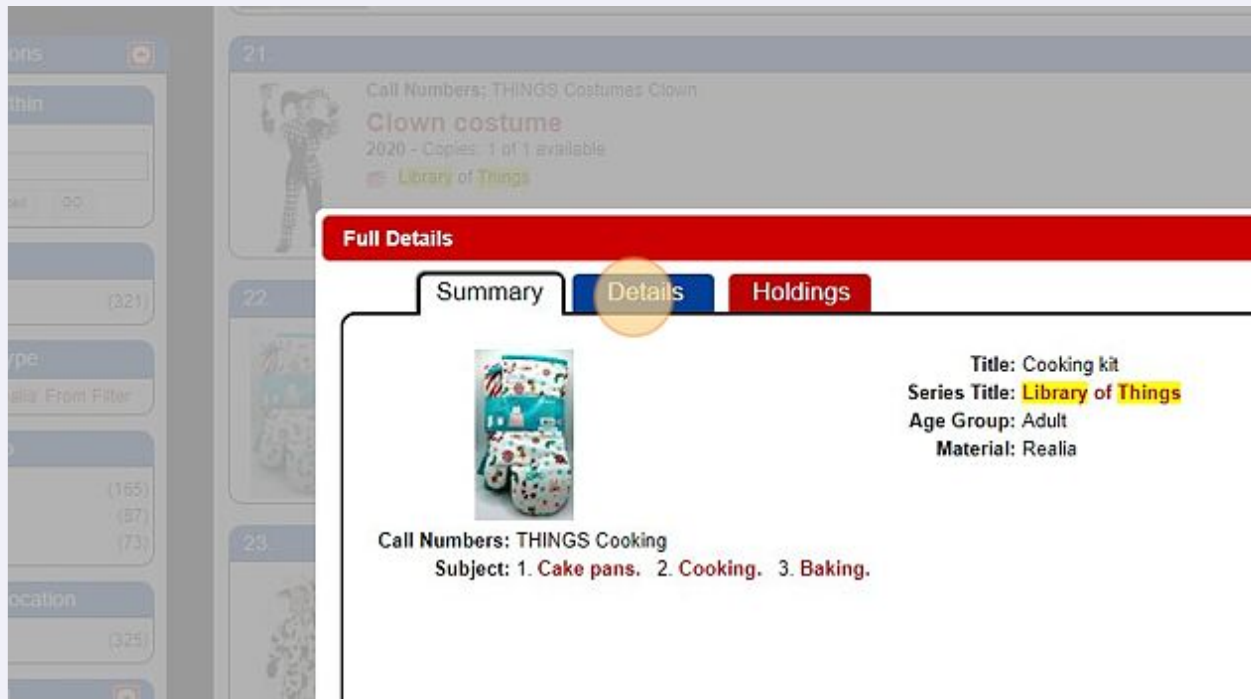 ons
thin
GO
(321)
ype
From Filter
(165)
(87)
(73)
ocation
(325)
21
Call Numbers: THINGS Costumes Clown
Clown costume
2020 - Copies: 1 of 1 available
Library of Things
22
23
Full Details
Summary
Details
Holdings
Title: Cooking kit
Series Title: Library of Things
Age Group: Adult
Material: Realia
Call Numbers: THINGS Cooking
Subject: 1. Cake pans. 2. Cooking. 3. Baking.